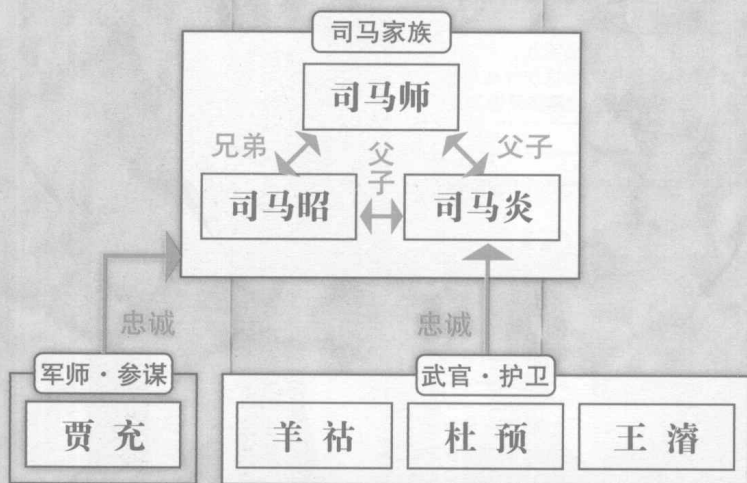 司马家族
司马师
兄弟
父子
父子
司马昭
司马炎
忠诚
忠诚
军师·参谋
武官·护卫
贾充
羊祜
杜预
王濬